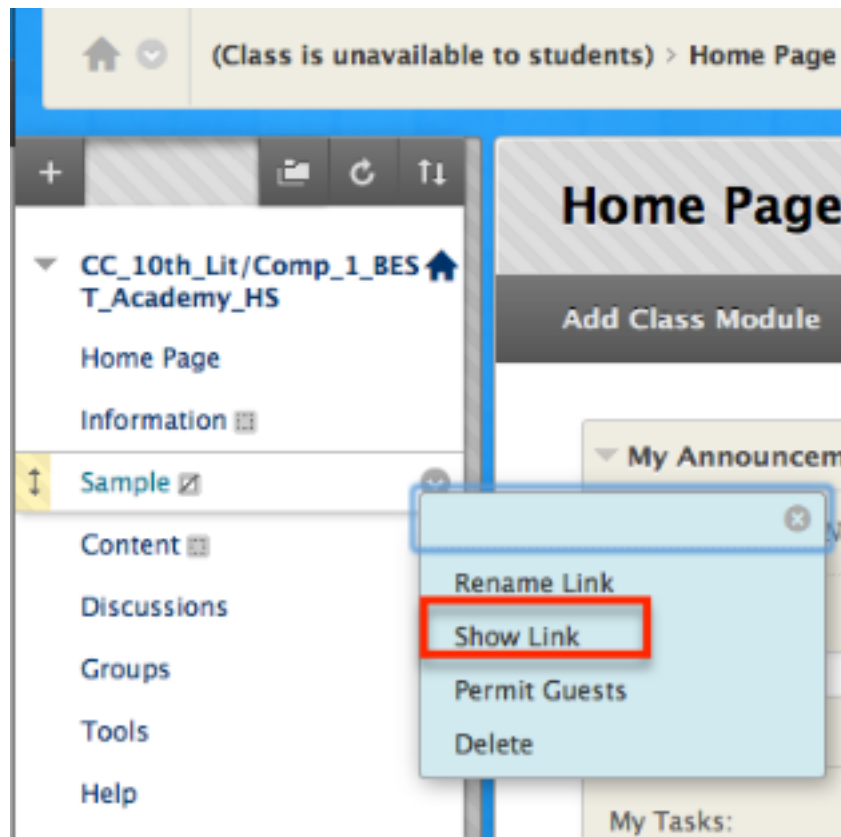 (Class is unavailable to students) > Home Page
Home Page
CC_10th_Lit/Comp_1_BES
T_Academy_HS
Add Class Module
Home Page
Information
My Announcem
Sample
Content
Rename Link
Discussions
Show Link
Groups
Permit Guests
Tools
Delete
Help
My Tasks: